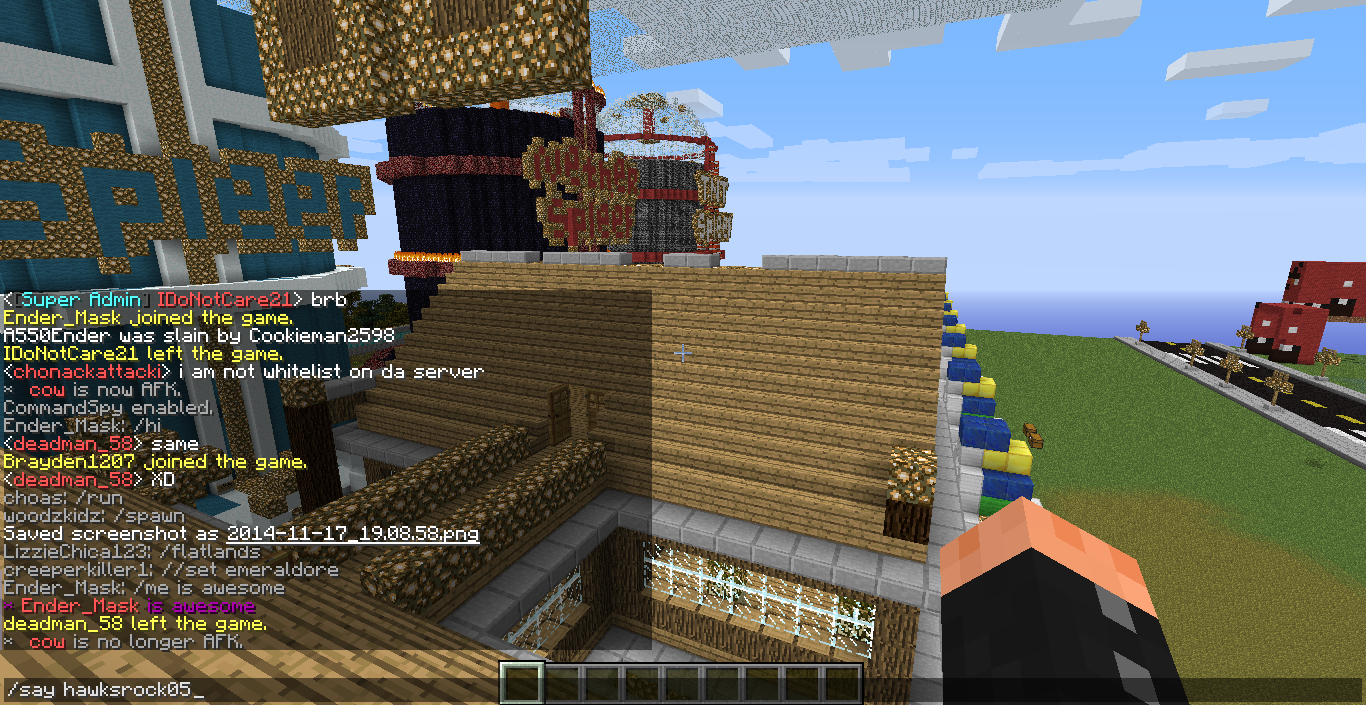 Spleef
Nigther
Spleef
TNT
<[Super Admin] IDoNotCare21> brb
Ender_Mask joined the game.
A550Ender was slain by Cookieman2598
IDoNotCare21 left the game.
<chonackattacki> i am not whitelist on da server
* cow is now AFK.
CommandSpy enabled.
Ender_Mask: /hi
<deadman_58> same
Brayden1207 joined the game.
<deadman_58> XD
choas: /run
woodzkidz: /spawn
Saved screenshot as 2014-11-17_19.08.58.png
LizzieChica123: /flatlands
creeperkiller1: //set emeraldore
Ender_Mask: /me is awesome
* Ender_Mask is awesome
deadman_58 left the game.
* cow is no longer AFK.
/say hawksrock05_